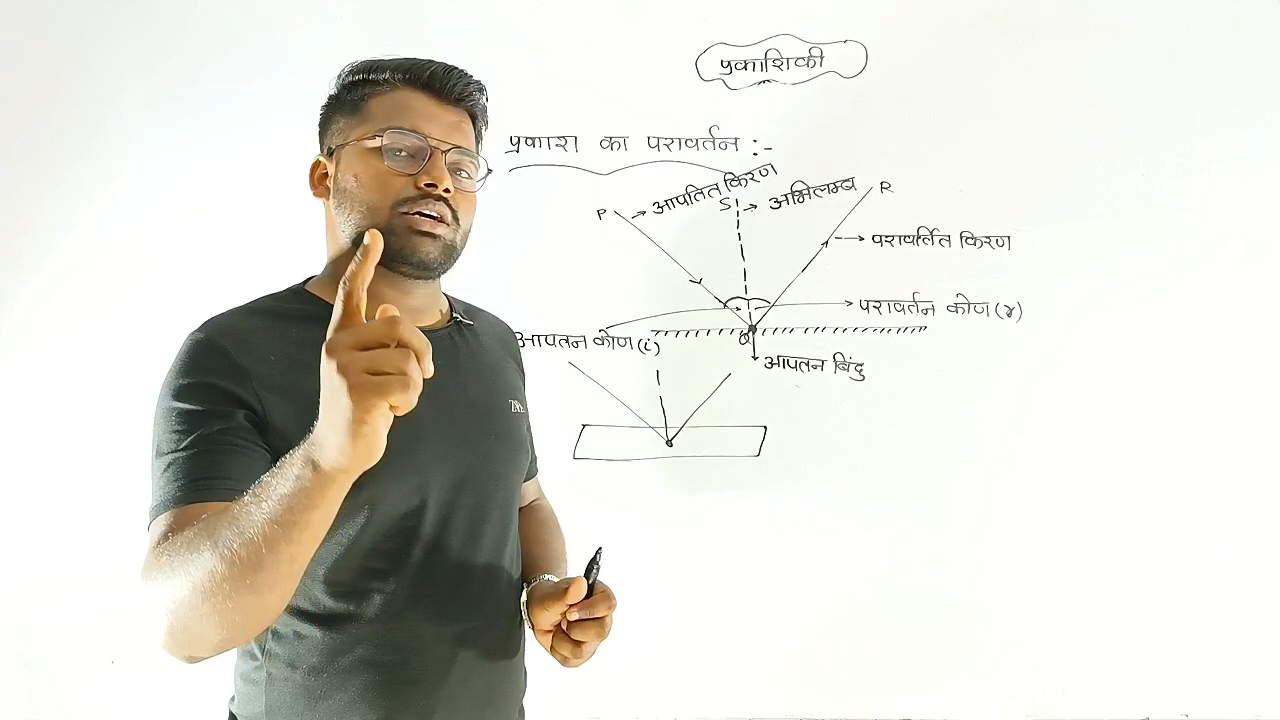 प्रकाशिकी
प्रकाश का परावर्तन :-
P → आपतित किरण
S → अभिलम्ब
R
→ परावर्तित किरण
→ परावर्तन कोण (r)
आपतन कोण (i)
Q
आपतन बिंदु